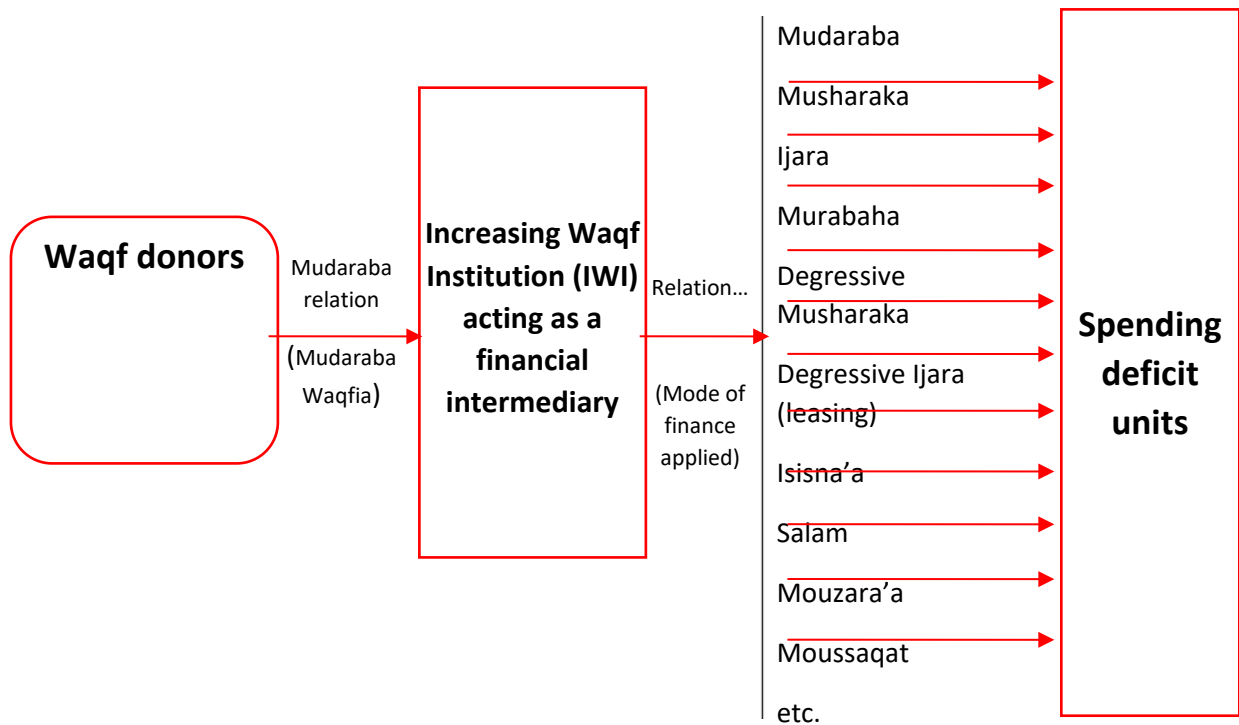 Waqf donors
Mudaraba
relation
(Mudaraba
Waqfia)
Increasing Waqf
Institution (IWI)
acting as a
financial
intermediary
Relation…
(Mode of
finance
applied)
Mudaraba
Musharaka
Ijara
Murabaha
Degressive
Musharaka
Degressive Ijara
(leasing)
Isisna’a
Salam
Mouzara’a
Moussaqat
etc.
Spending
deficit
units